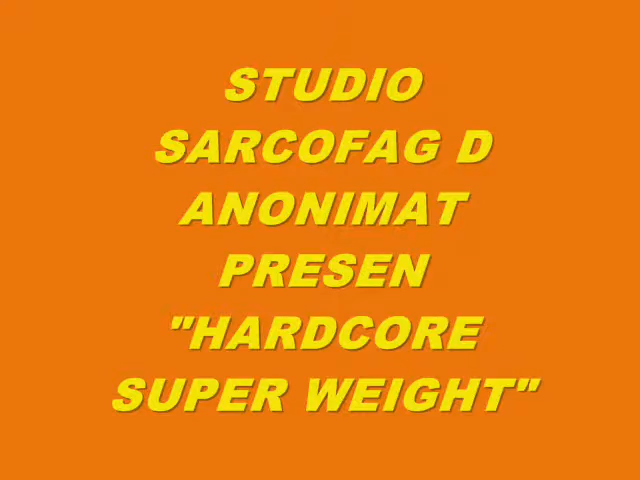 STUDIO
SARCOFAG D
ANONIMAT
PRESEN
"HARDCORE
SUPER WEIGHT"